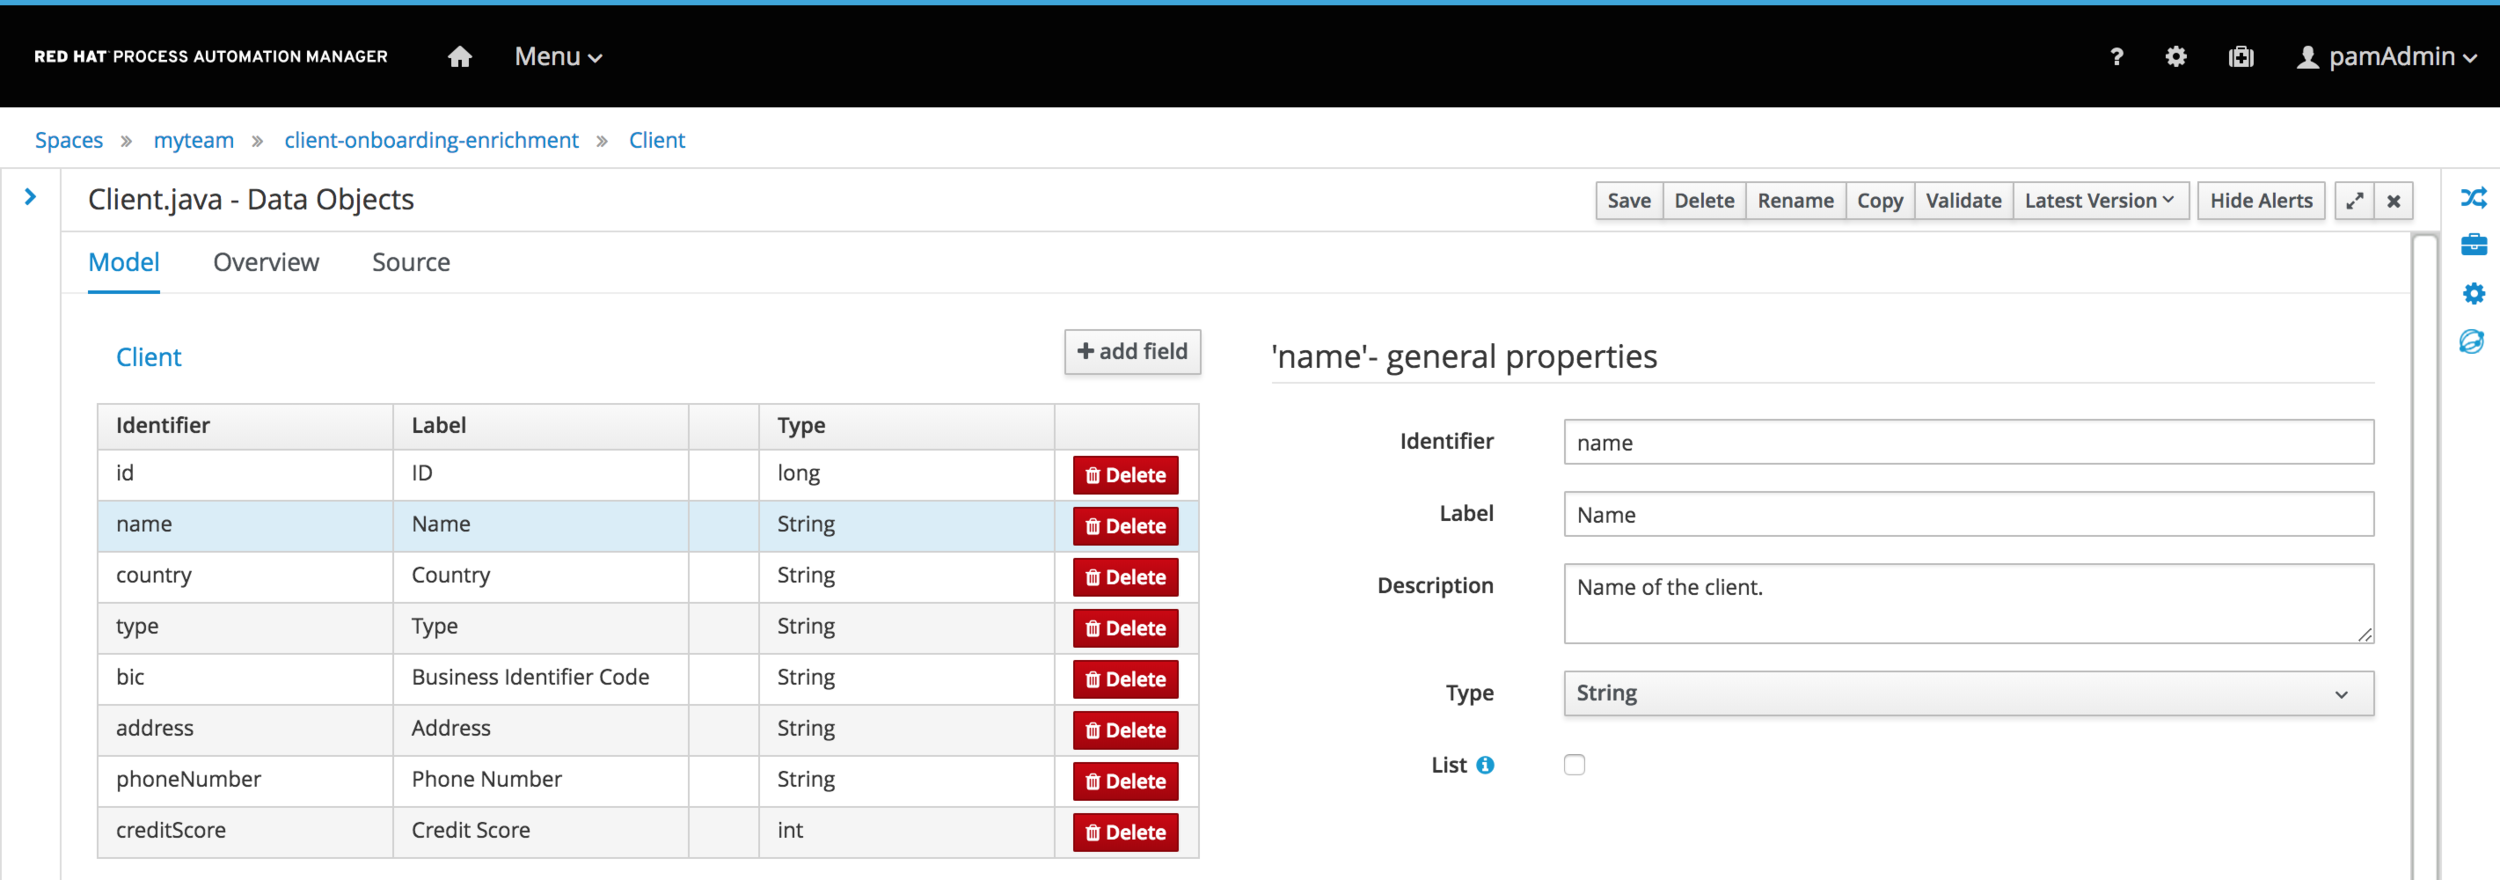 RED HAT PROCESS AUTOMATION MANAGER Menu ? pamAdmin
Spaces » myteam » client-onboarding-enrichment » Client
Client.java - Data Objects Save Delete Rename Copy Validate Latest Version Hide Alerts
Model Overview Source
Client + add field
Identifier Label Type
id ID long Delete
name Name String Delete
country Country String Delete
type Type String Delete
bic Business Identifier Code String Delete
address Address String Delete
phoneNumber Phone Number String Delete
creditScore Credit Score int Delete
'name'- general properties
Identifier name
Label Name
Description Name of the client.
Type String
List